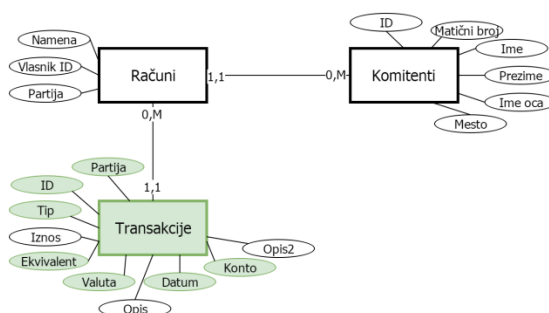 ID
Matični broj
Namena
Ime
Vlasnik ID
Računi
1,1
0,M
Komitenti
Prezime
Partija
Ime oca
0,M
Mesto
Partija
ID
1,1
Tip
Transakcije
Iznos
Opis2
Ekvivalent
Konto
Valuta
Datum
Opis